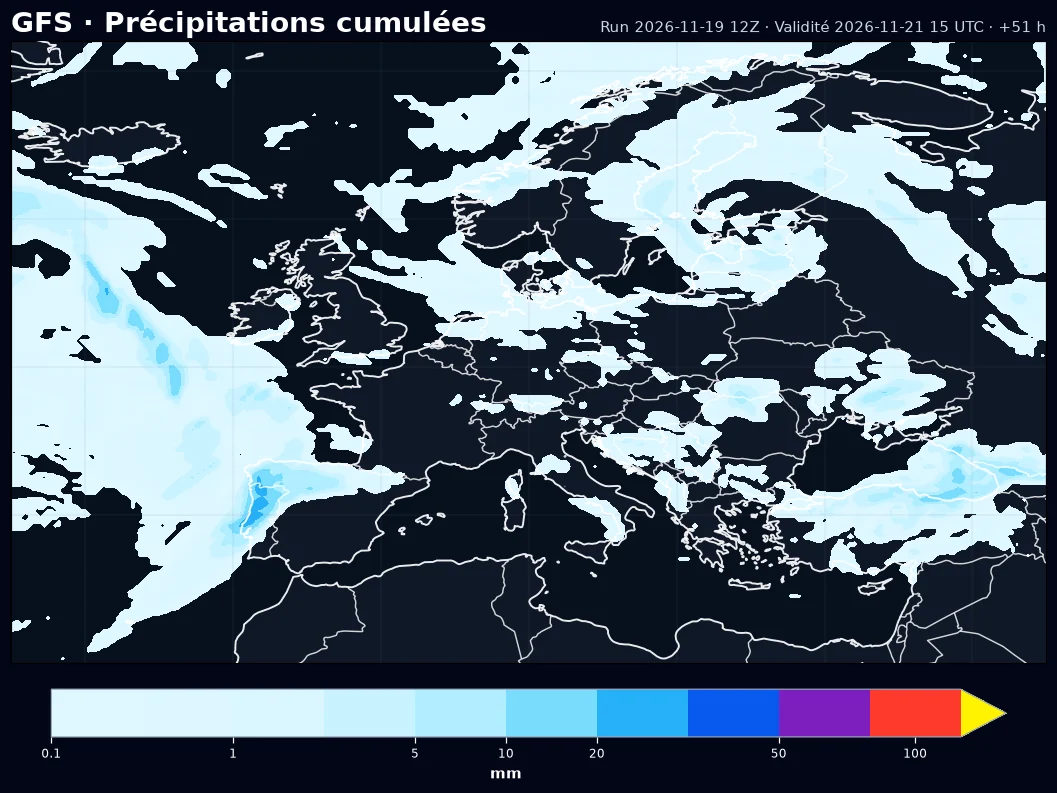 GFS · Précipitations cumulées
Run 2026-11-19 12Z · Validité 2026-11-21 15 UTC · +51 h
0.1 1 5 10 20 50 100
mm